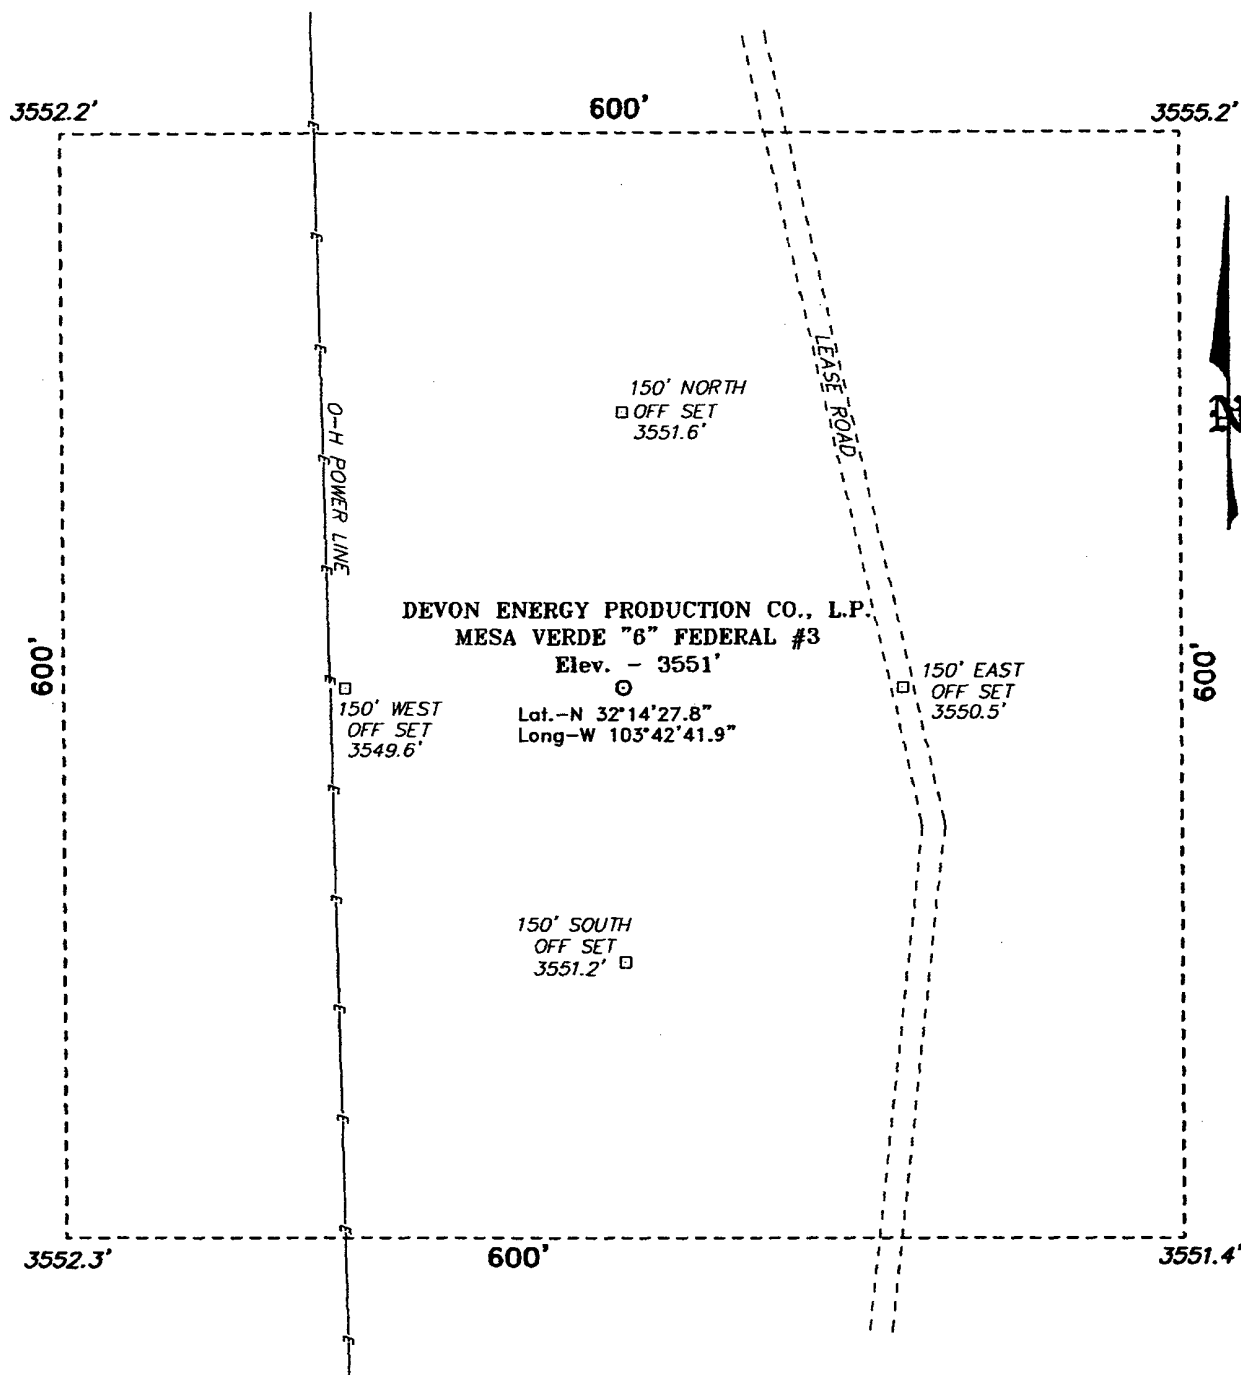 3552.2'
600'
3555.2'
LEASE ROAD
150' NORTH
OFF SET
3551.6'
N
O-H POWER LINE
DEVON ENERGY PRODUCTION CO., L.P.
MESA VERDE "6" FEDERAL #3
Elev. - 3551'
Lat.-N 32°14'27.8"
Long-W 103°42'41.9"
600'
150' WEST
OFF SET
3549.6'
150' EAST
OFF SET
3550.5'
600'
150' SOUTH
OFF SET
3551.2'
E
E
E
E
E
E
E
E
E
E
E
E
3552.3'
600'
3551.4'